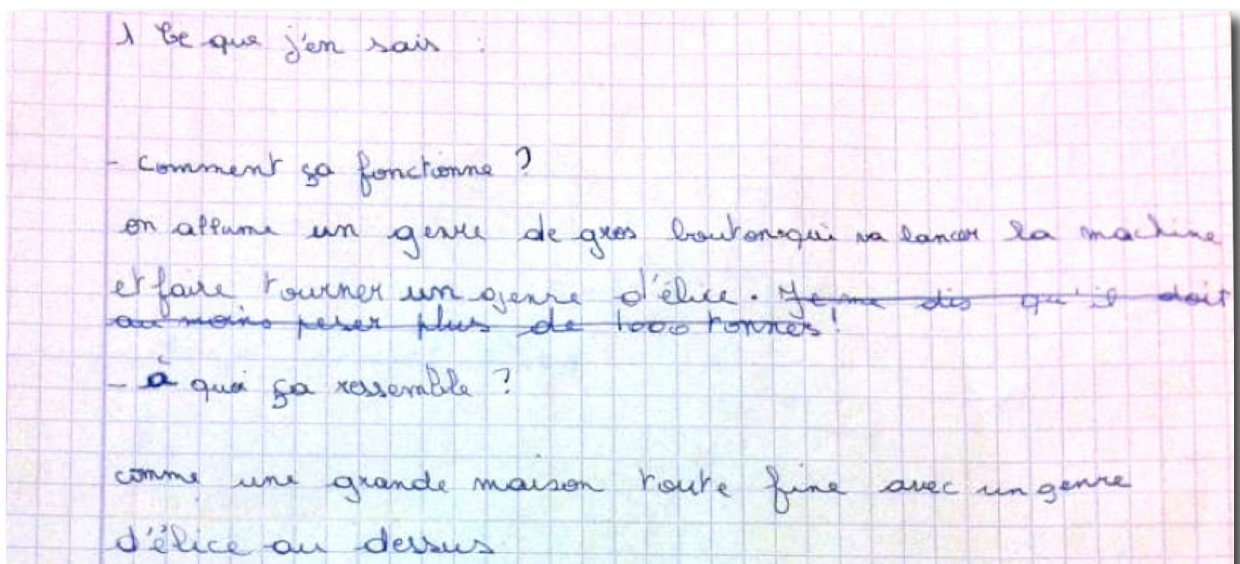 1 Ce que j'en sais :
- Comment ça fonctionne ?
on allume un genre de gros bouton qui va lancer la machine
et faire tourner un genre d'élice. Je me dis qu'il doit
au moins peser plus de 1000 tonnes!
- à quoi ça ressemble ?
comme une grande maison toute fine avec un genre
d'élice au dessus